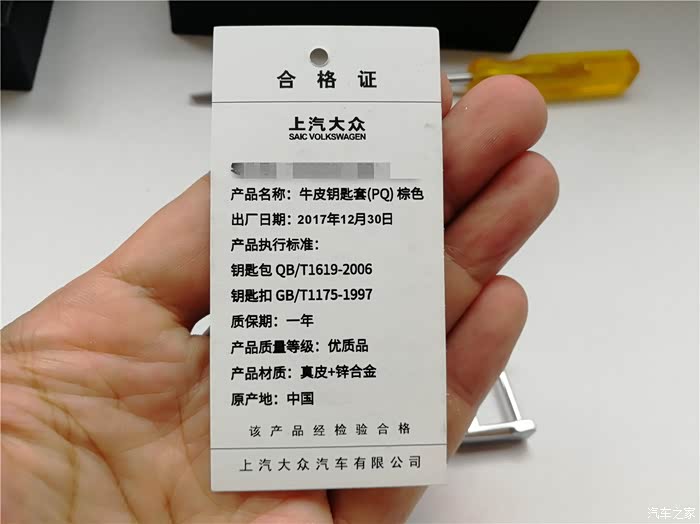 合格证
上汽大众
SAIC VOLKSWAGEN
产品名称：牛皮钥匙套(PQ) 棕色
出厂日期：2017年12月30日
产品执行标准：
钥匙包 QB/T1619-2006
钥匙扣 GB/T1175-1997
质保期：一年
产品质量等级：优质品
产品材质：真皮+锌合金
原产地：中国
该产品经检验合格
上汽大众汽车有限公司
汽车之家